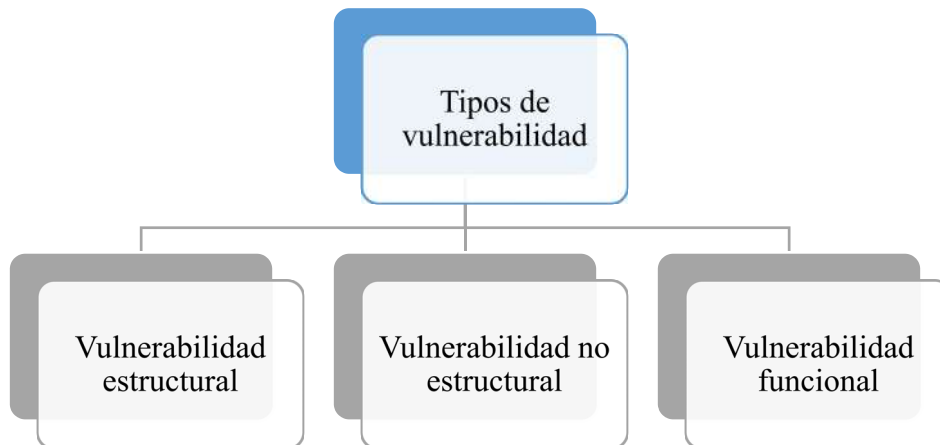 Tipos de
vulnerabilidad
Vulnerabilidad
estructural
Vulnerabilidad no
estructural
Vulnerabilidad
funcional